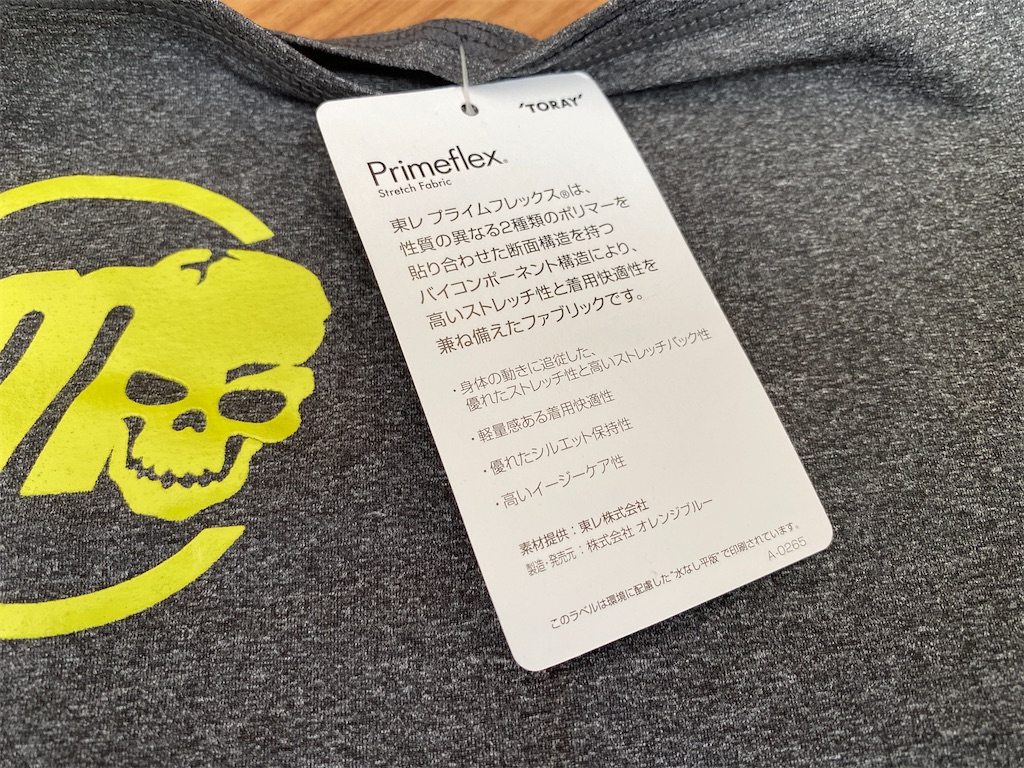 'TORAY'
Primeflex®
Stretch Fabric
東レ プライムフレックス®は、
性質の異なる2種類のポリマーを
貼り合わせた断面構造を持つ
バイコンポーネント構造により、
高いストレッチ性と着用快適性を
兼ね備えたファブリックです。
・身体の動きに追従した、
優れたストレッチ性と高いストレッチバック性
・軽量感ある着用快適性
・優れたシルエット保持性
・高いイージーケア性
素材提供：東レ株式会社
製造・発売元：株式会社 オレンジブルー
このラベルは環境に配慮した"水なし平版"で印刷されています。
A-0265